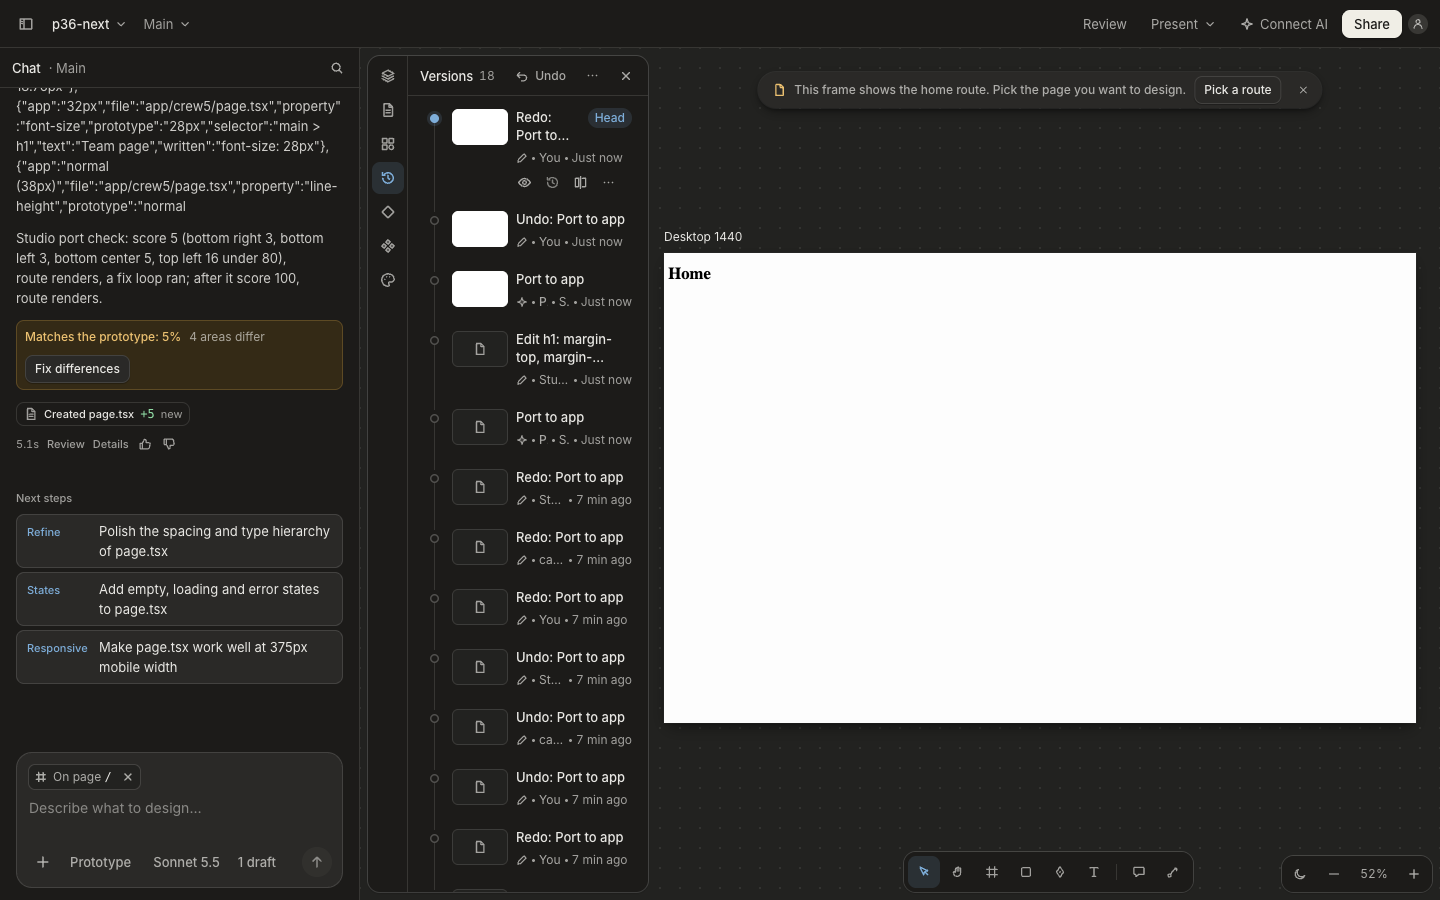 p36-next
Main
Review
Present
Connect AI
Share
Chat · Main
{"app":"32px","file":"app/crew5/page.tsx","property"
:"font-size","prototype":"28px","selector":"main >
h1","text":"Team page","written":"font-size: 28px"},
{"app":"normal
(38px)","file":"app/crew5/page.tsx","property":"line-
height","prototype":"normal
Studio port check: score 5 (bottom right 3, bottom
left 3, bottom center 5, top left 16 under 80),
route renders, a fix loop ran; after it score 100,
route renders.
Matches the prototype: 5% 4 areas differ
Fix differences
Created page.tsx +5 new
5.1s Review Details
Next steps
Refine
Polish the spacing and type hierarchy
of page.tsx
States
Add empty, loading and error states
to page.tsx
Responsive
Make page.tsx work well at 375px
mobile width
On page /
Describe what to design...
Prototype
Sonnet 5.5
1 draft
Versions 18
Undo
Redo:
Port to...
Head
• You • Just now
Undo: Port to app
• You • Just now
Port to app
• P • S. • Just now
Edit h1: margin-
top, margin-...
• Stu... • Just now
Port to app
• P • S. • Just now
Redo: Port to app
• St... • 7 min ago
Redo: Port to app
• ca... • 7 min ago
Redo: Port to app
• You • 7 min ago
Undo: Port to app
• St... • 7 min ago
Undo: Port to app
• ca... • 7 min ago
Undo: Port to app
• You • 7 min ago
Redo: Port to app
• You • 7 min ago
This frame shows the home route. Pick the page you want to design.
Pick a route
Desktop 1440
Home
52%